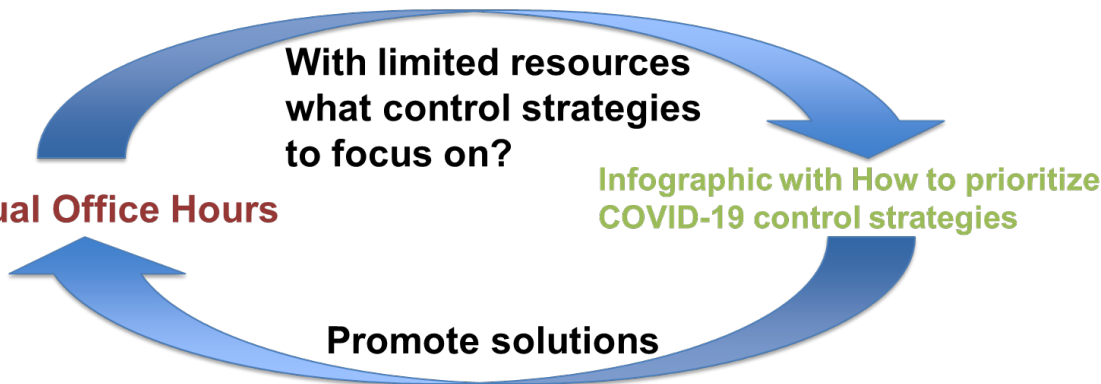 With limited resources
what control strategies
to focus on?
Infographic with How to prioritize
COVID-19 control strategies
Office Hours
Promote solutions